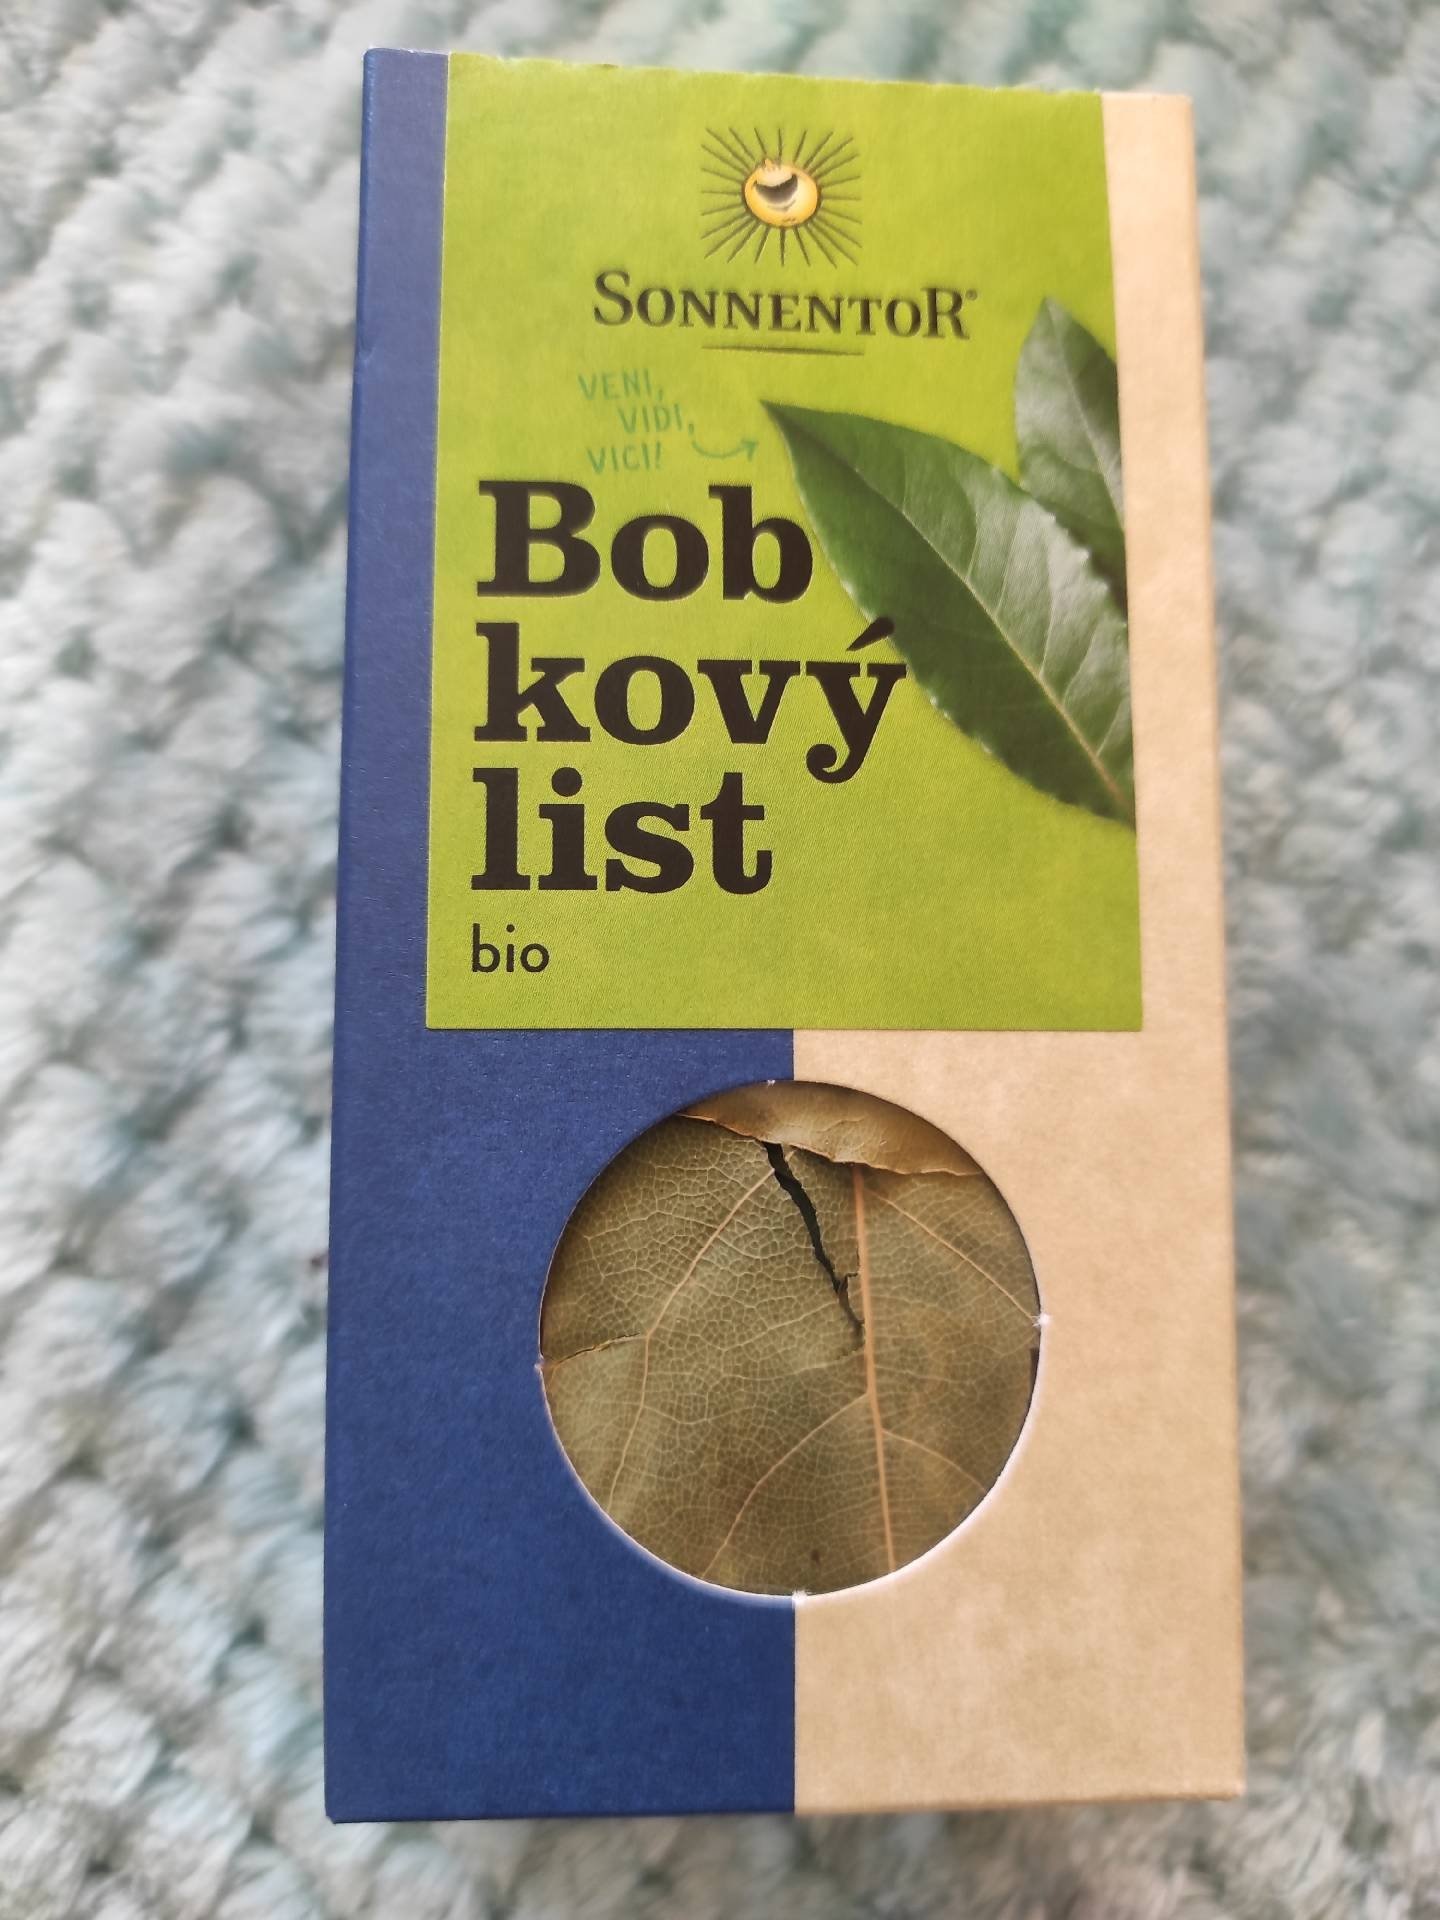 SONNENTOR®
VENI,
VIDI,
VICI!
Bob
kový
list
bio